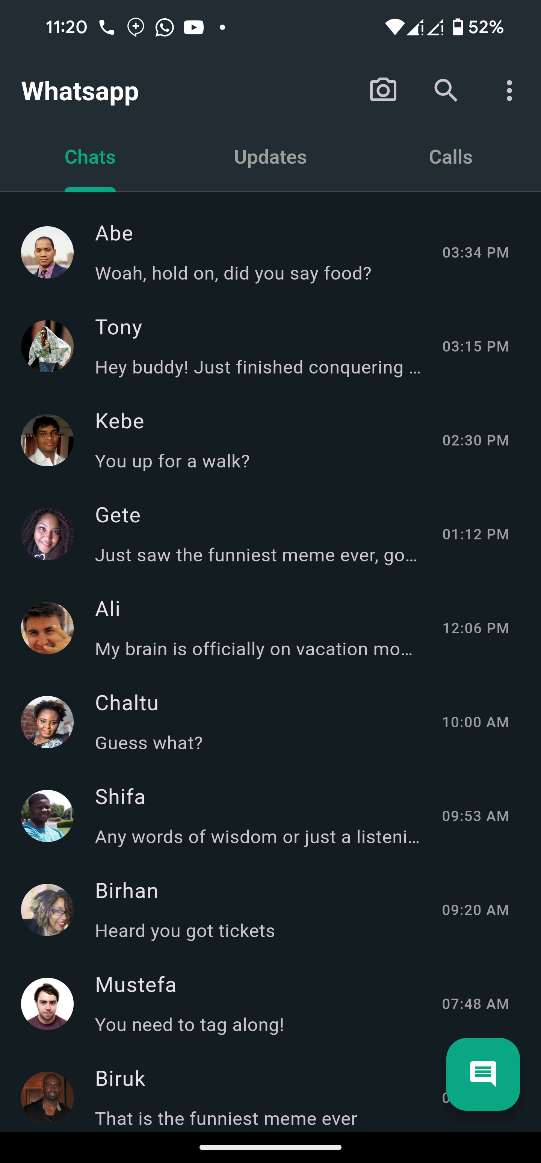 11:20
52%
Whatsapp
Chats
Updates
Calls
Abe
Woah, hold on, did you say food?
03:34 PM
Tony
Hey buddy! Just finished conquering ...
03:15 PM
Kebe
You up for a walk?
02:30 PM
Gete
Just saw the funniest meme ever, go...
01:12 PM
Ali
My brain is officially on vacation mo...
12:06 PM
Chaltu
Guess what?
10:00 AM
Shifa
Any words of wisdom or just a listeni...
09:53 AM
Birhan
Heard you got tickets
09:20 AM
Mustefa
You need to tag along!
07:48 AM
Biruk
That is the funniest meme ever